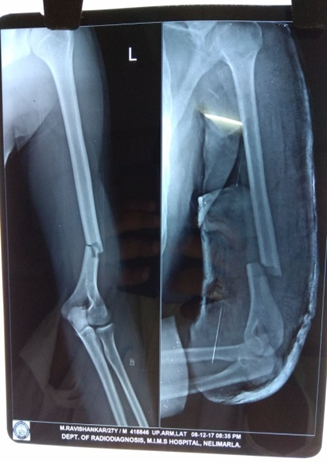 L
M.RAVISHANKAR/27Y / M 418846 UP.ARM,LAT 08-12-17 08:35 PM
DEPT. OF RADIODIAGNOSIS, M.I.M.S HOSPITAL, NELIMARLA.